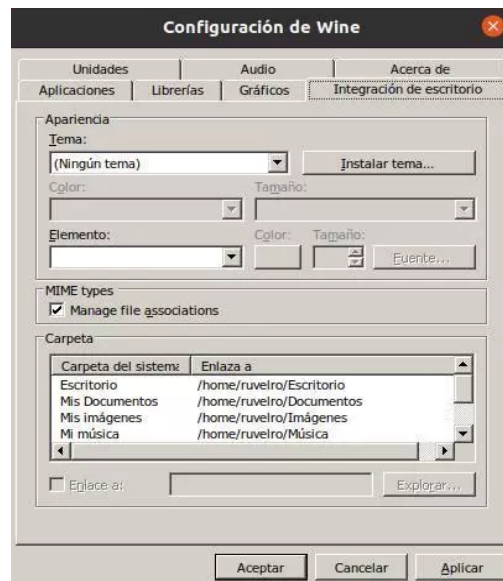 Configuración de Wine
Unidades Audio Acerca de
Aplicaciones Librerías Gráficos Integración de escritorio
Apariencia
Tema:
(Ningún tema) Instalar tema...
Color: Tamaño:
Elemento: Color: Tamaño:
Fuente...
MIME types
Manage file associations
Carpeta
Carpeta del sistema Enlaza a
Escritorio /home/ruvelro/Escritorio
Mis Documentos /home/ruvelro/Documentos
Mis imágenes /home/ruvelro/Imágenes
Mi música /home/ruvelro/Música
Enlace a: Explorar...
Aceptar Cancelar Aplicar